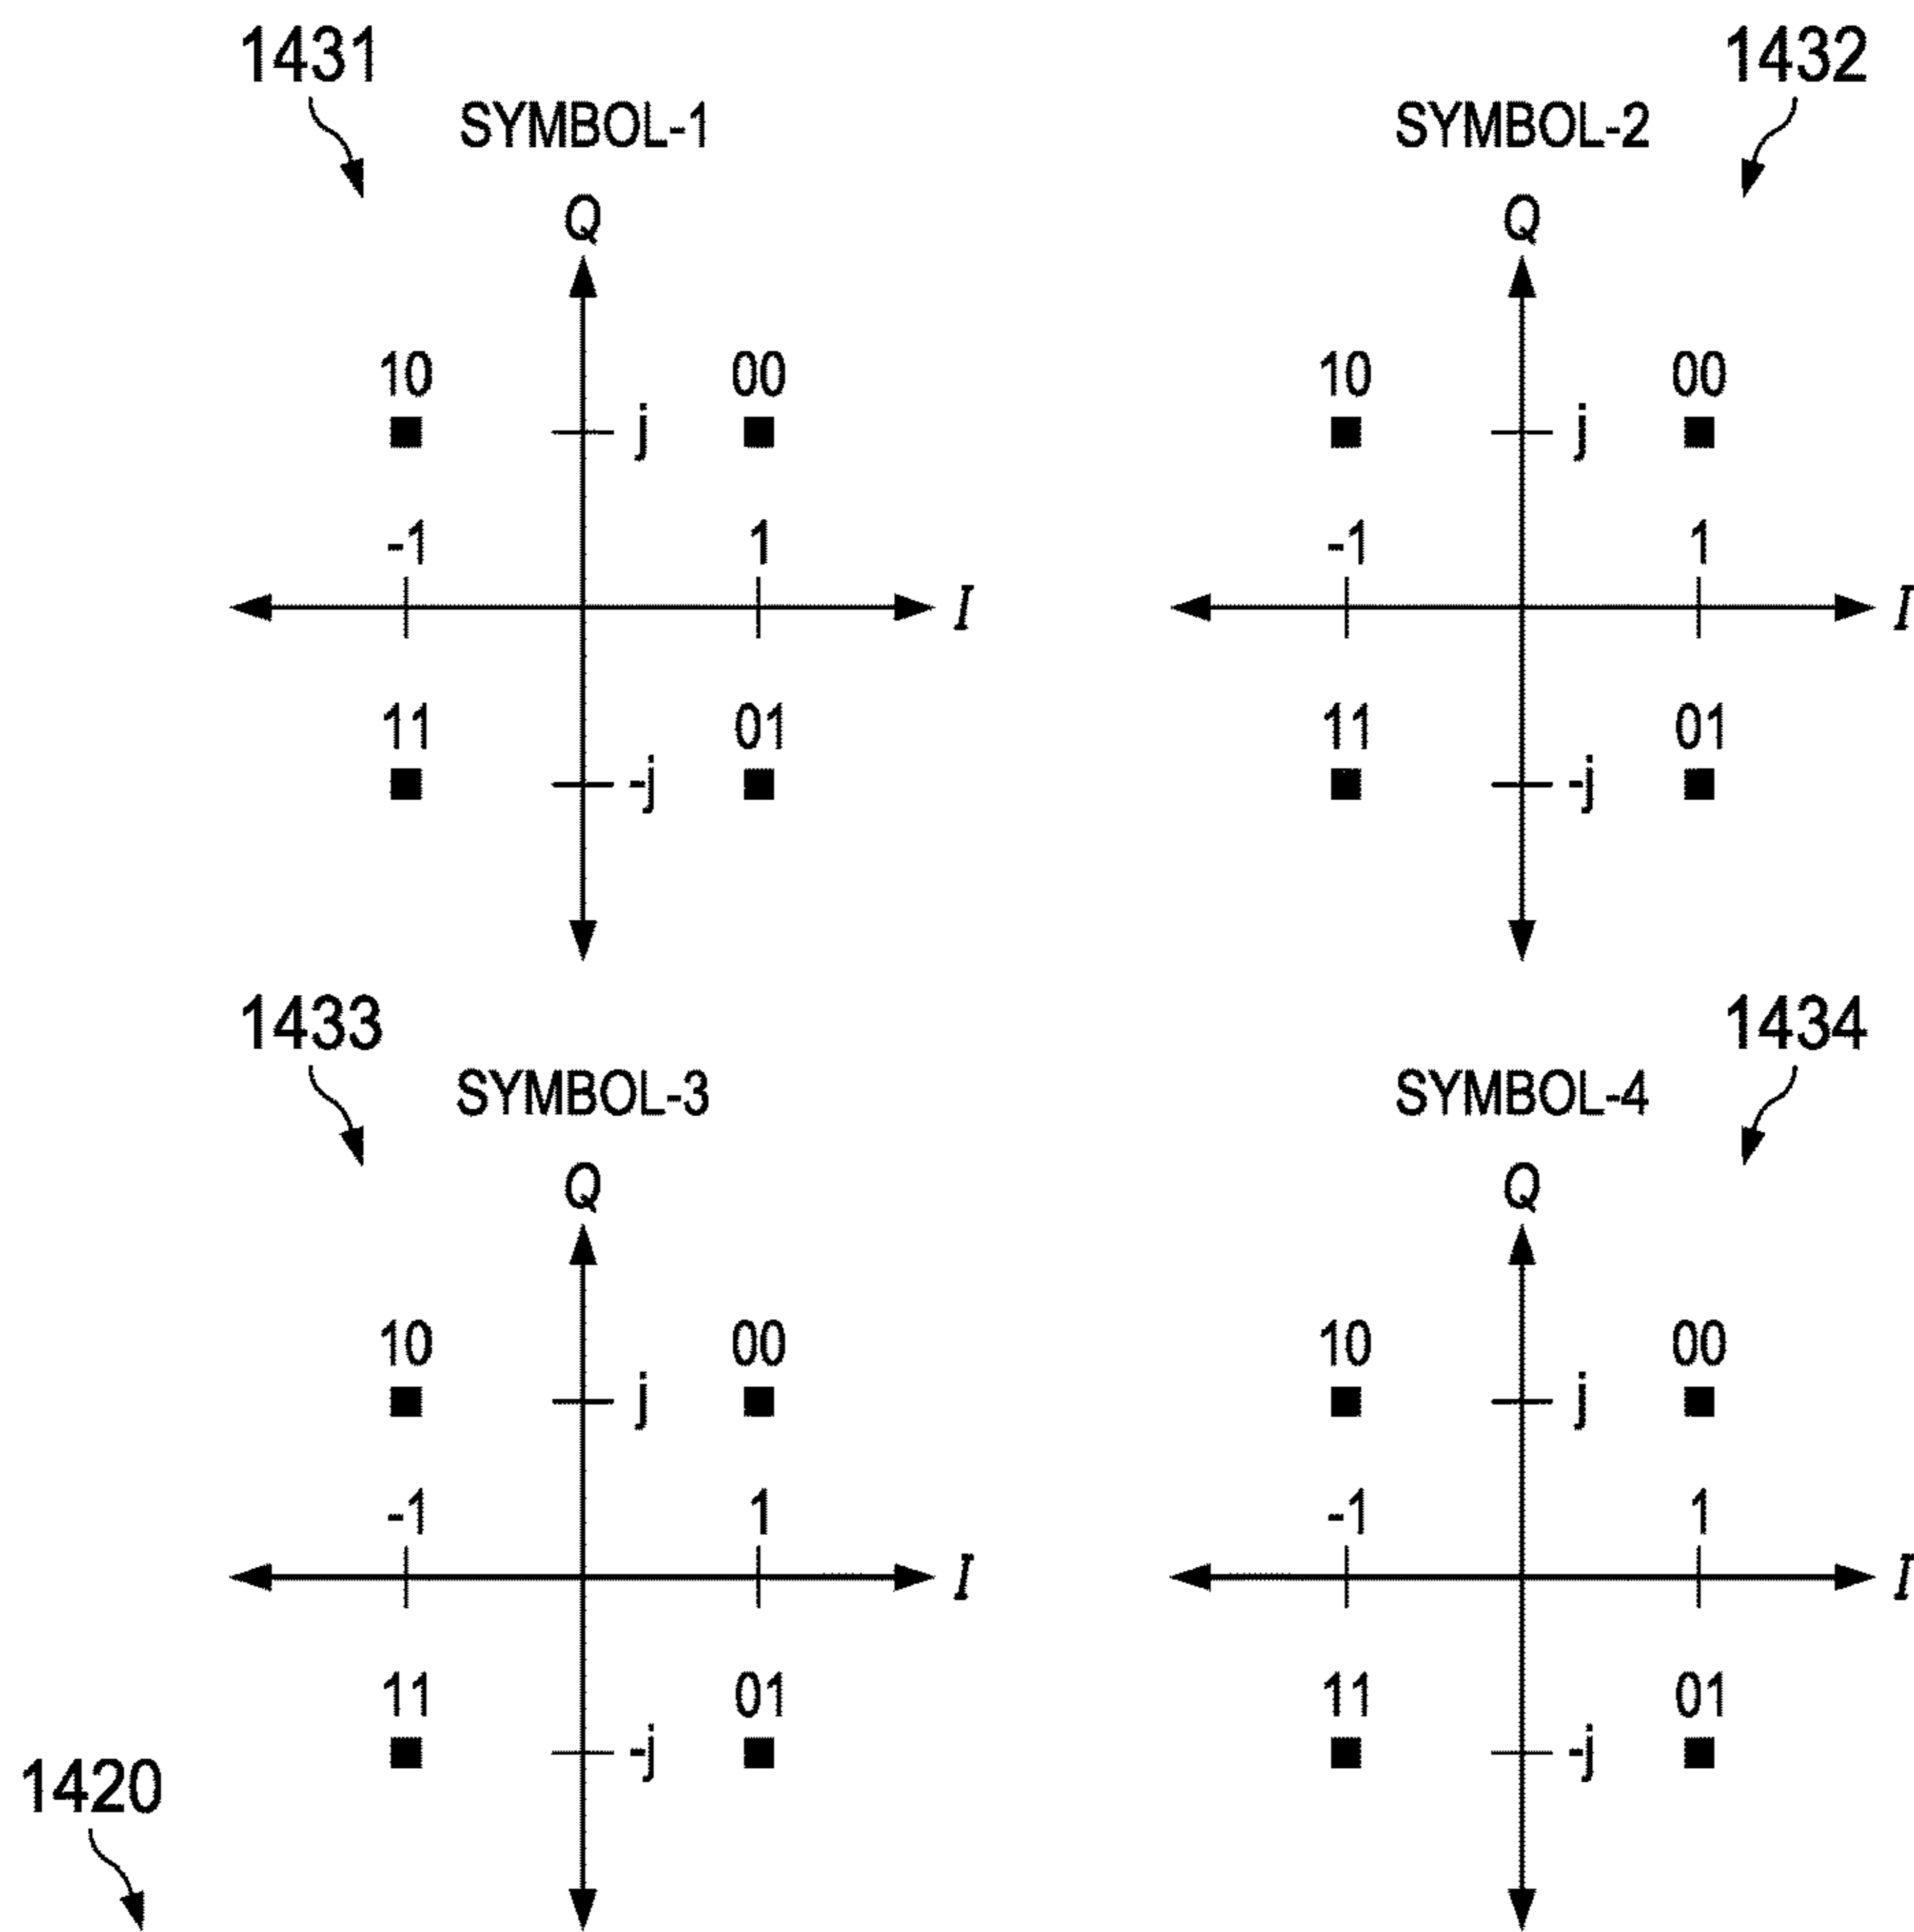 1431 1432
SYMBOL-1 SYMBOL-2
Q Q
10 00 10 00
j j
-1 1 -1 1
I I
11 01 11 01
-j -j
1433 1434
SYMBOL-3 SYMBOL-4
Q Q
10 00 10 00
j j
-1 1 -1 1
I I
11 01 11 01
-j -j
1420